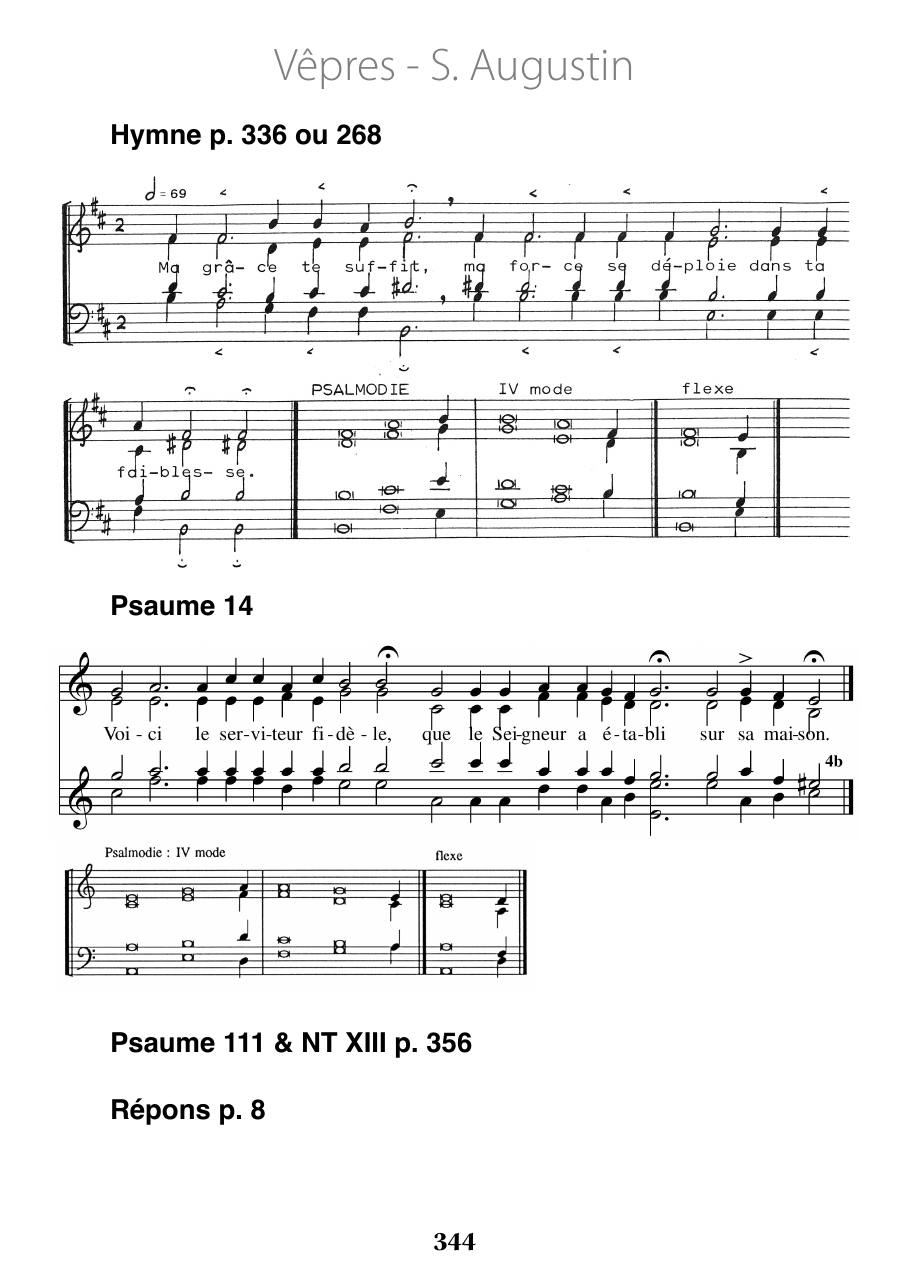 Vêpres - S. Augustin
Hymne p. 336 ou 268
= 69
2
Ma grâ- ce te suf-fit, ma for- ce se dé-ploie dans ta
2
PSALMODIE IV mode flexe
fai-bles- se.
Psaume 14
Voi - ci le ser-vi-teur fi-dè - le, que le Sei-gneur a é-ta-bli sur sa mai-son.
4b
Psalmodie : IV mode flexe
Psaume 111 & NT XIII p. 356
Répons p. 8
344